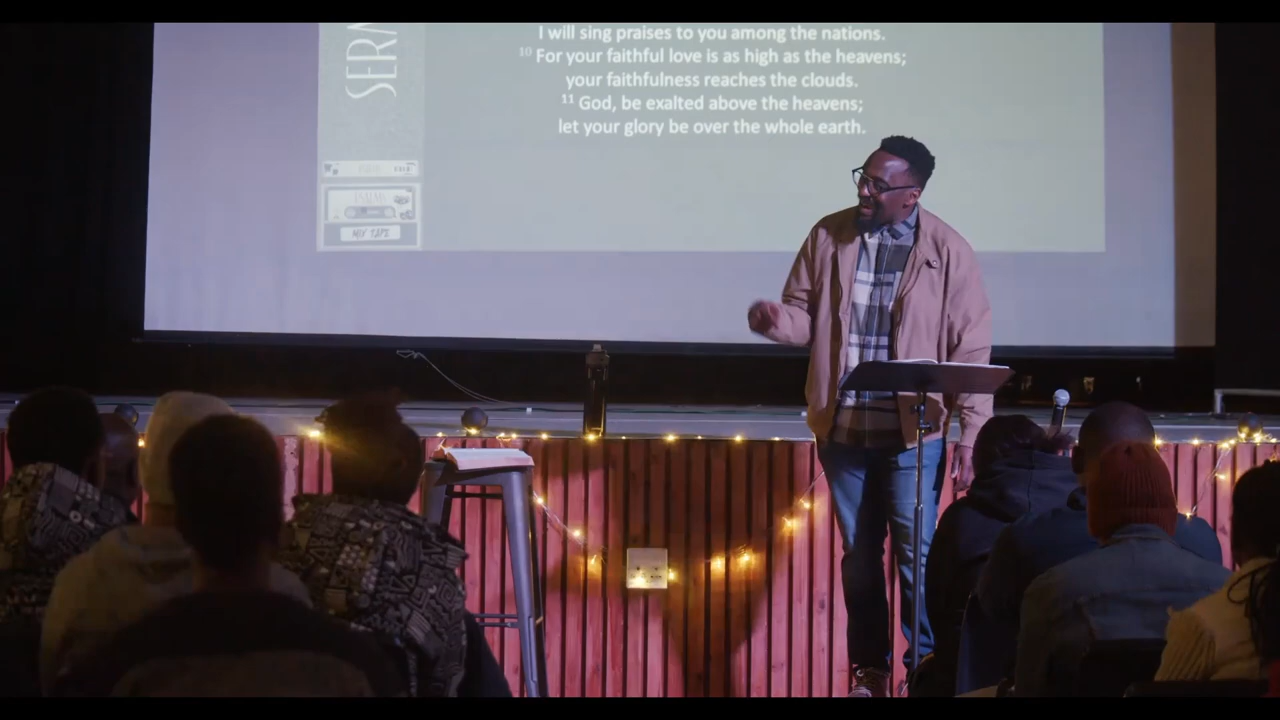 I will sing praises to you among the nations.
10 For your faithful love is as high as the heavens;
your faithfulness reaches the clouds.
11 God, be exalted above the heavens;
let your glory be over the whole earth.
SERM
PSALMS
MIX TAPE